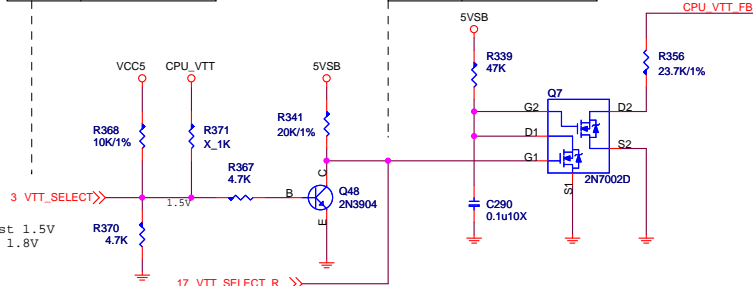 CPU_VTT_FB
5VSB
VCC5
CPU_VTT
5VSB
R339
47K
R356
23.7K/1%
Q7
R368
10K/1%
R371
X_1K
R341
20K/1%
G2
D2
D1
S2
G1
S1
2N7002D
R367
4.7K
C
B
E
Q48
2N3904
3 VTT_SELECT
1.5V
C290
0.1u10X
st 1.5V
1.8V
R370
4.7K
17 VTT_SELECT_R